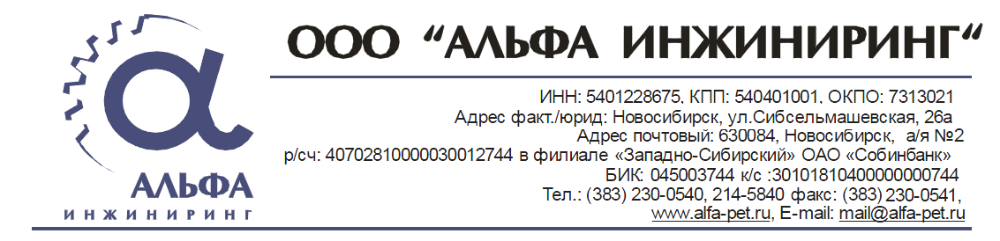 ООО “АЛЬФА ИНЖИНИРИНГ“
ИНН: 5401228675, КПП: 540401001, ОКПО: 7313021
Адрес факт./юрид: Новосибирск, ул.Сибсельмашевская, 26а
Адрес почтовый: 630084, Новосибирск, а/я №2
р/сч: 40702810000030012744 в филиале «Западно-Сибирский» ОАО «Собинбанк»
БИК: 045003744 к/с :30101810400000000744
Тел.: (383) 230-0540, 214-5840 факс: (383) 230-0541,
www.alfa-pet.ru, E-mail: mail@alfa-pet.ru
α
АЛЬФА
ИНЖИНИРИНГ